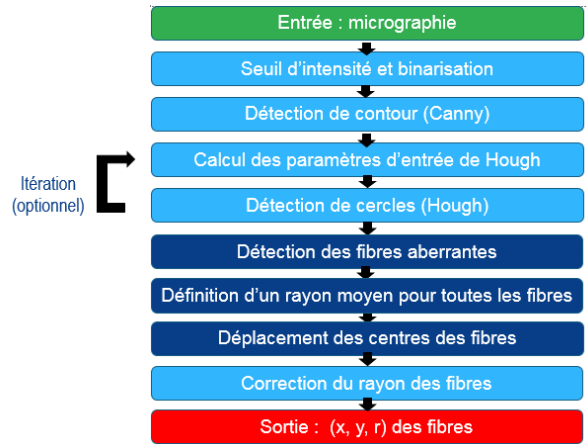 Entrée : micrographie
Seuil d'intensité et binarisation
Détection de contour (Canny)
Calcul des paramètres d'entrée de Hough
Itération
(optionnel)
Détection de cercles (Hough)
Détection des fibres aberrantes
Définition d'un rayon moyen pour toutes les fibres
Déplacement des centres des fibres
Correction du rayon des fibres
Sortie : (x, y, r) des fibres